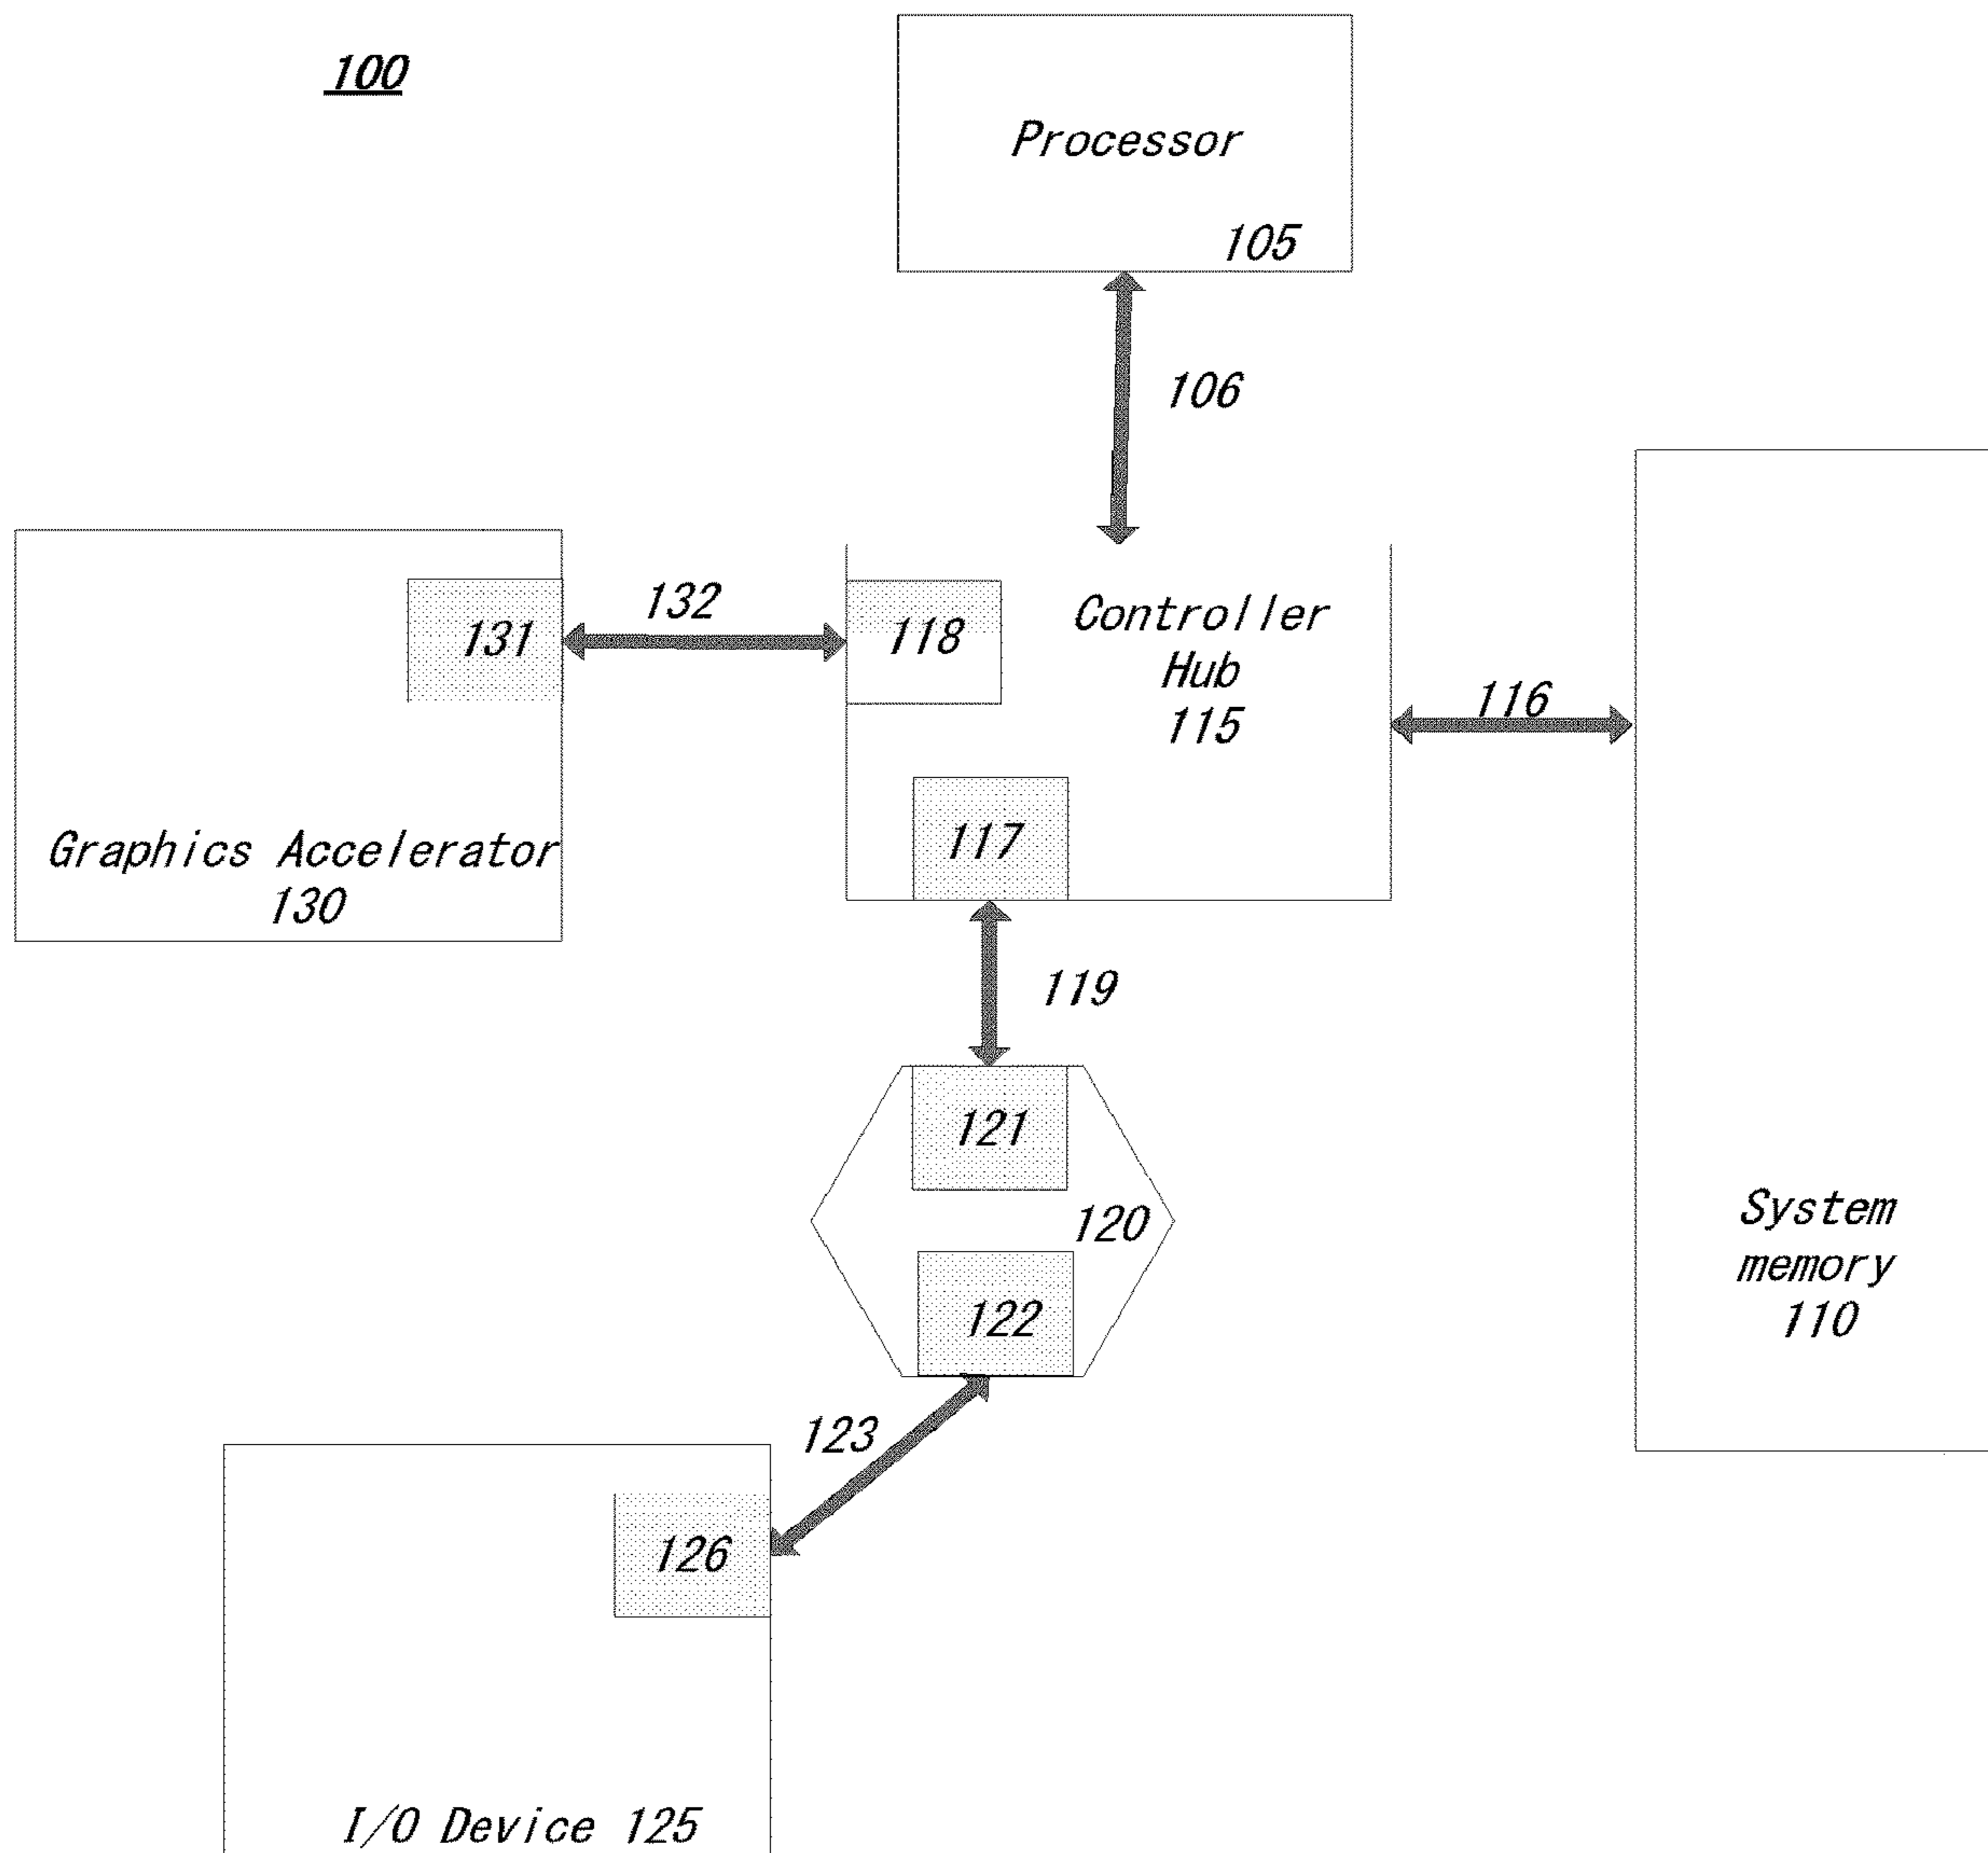 100
Processor
105
106
132
131
118
Controller
Hub
115
116
117
Graphics Accelerator
130
119
121
120
122
System
memory
110
123
126
I/O Device 125